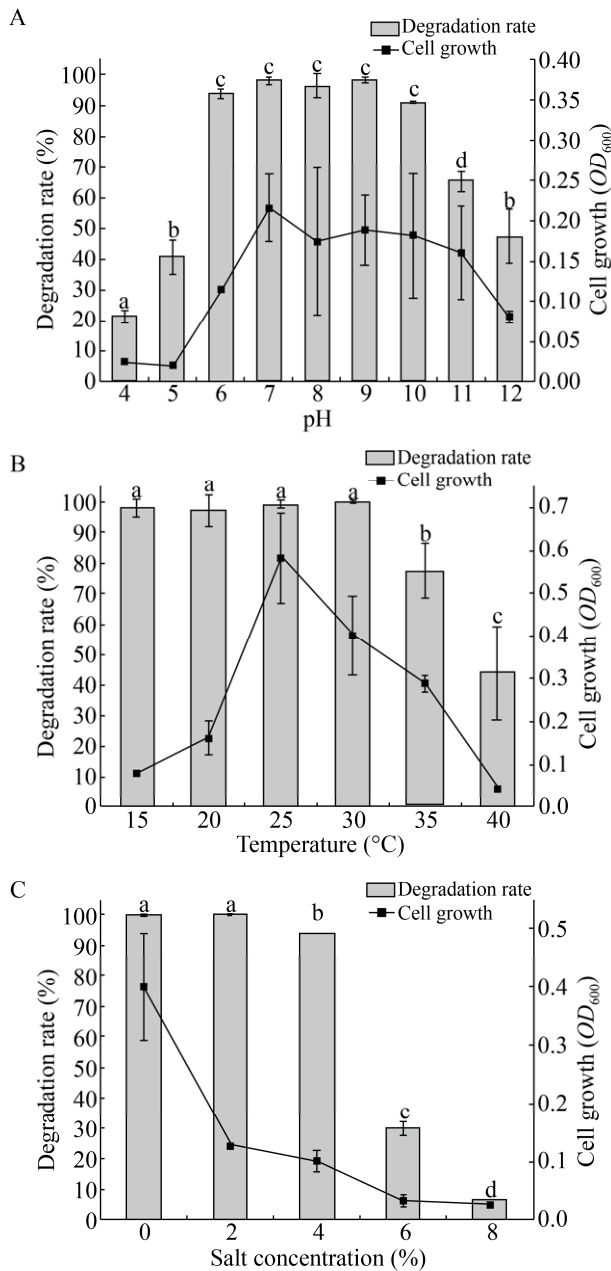 A
Degradation rate
Cell growth
c c c c c d b b a
100
90
80
70
60
50
40
30
20
10
0
Degradation rate (%)
0.40
0.35
0.30
0.25
0.20
0.15
0.10
0.05
0.00
Cell growth (OD600)
4 5 6 7 8 9 10 11 12
pH
B
Degradation rate
Cell growth
a a a a b c
100
90
80
70
60
50
40
30
20
10
0
Degradation rate (%)
0.7
0.6
0.5
0.4
0.3
0.2
0.1
0.0
Cell growth (OD600)
15 20 25 30 35 40
Temperature (°C)
C
Degradation rate
Cell growth
a a b c d
100
90
80
70
60
50
40
30
20
10
0
Degradation rate (%)
0.5
0.4
0.3
0.2
0.1
0.0
Cell growth (OD600)
0 2 4 6 8
Salt concentration (%)